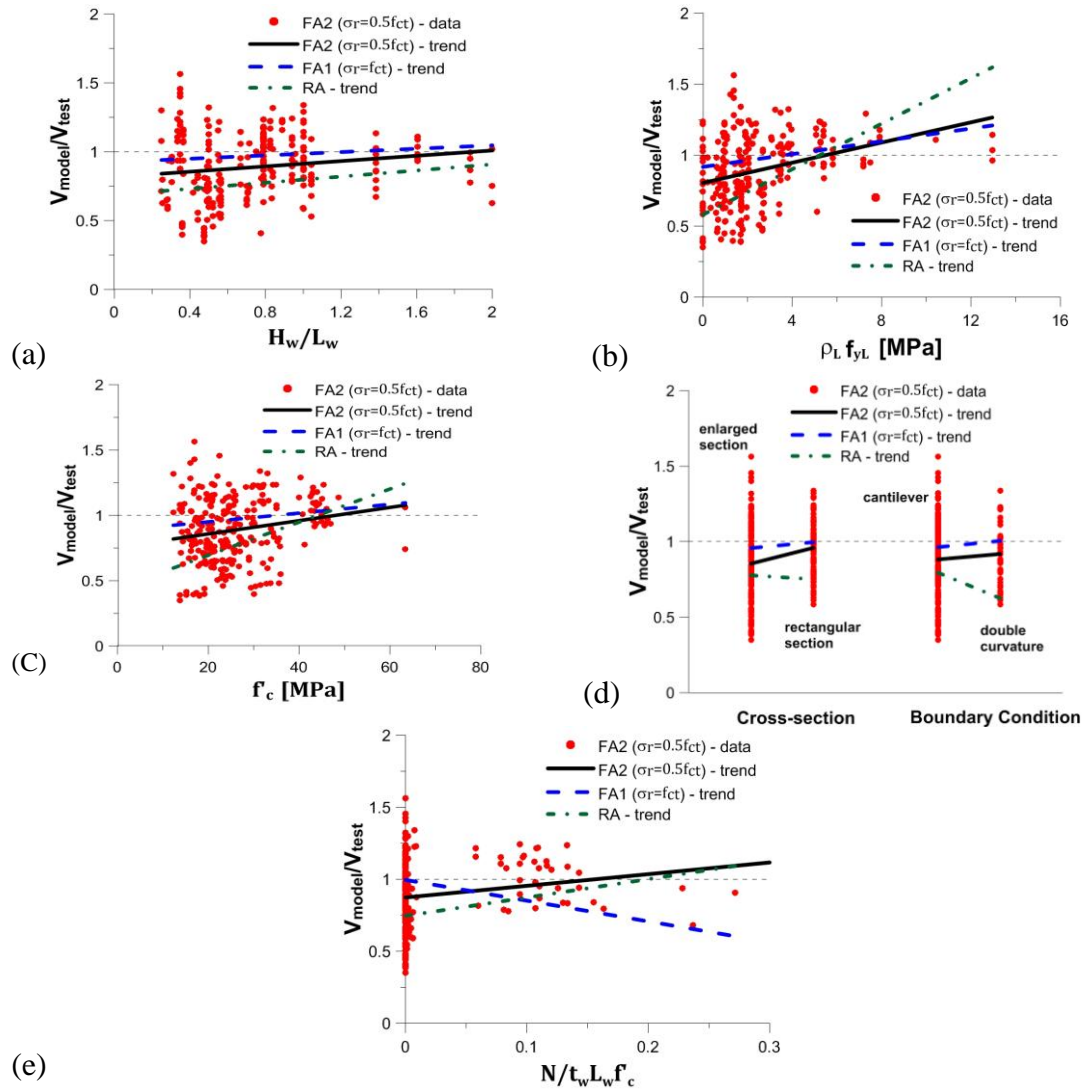 FA2 (σr=0.5fct) - data
FA2 (σr=0.5fct) - trend
FA1 (σr=fct) - trend
RA - trend
Vmodel/Vtest
2
1.5
1
0.5
0
0
0.4
0.8
1.2
1.6
2
Hw/Lw
(a)
Vmodel/Vtest
2
1.5
1
0.5
0
FA2 (σr=0.5fct) - data
FA2 (σr=0.5fct) - trend
FA1 (σr=fct) - trend
RA - trend
0
4
8
12
16
ρL fyL [MPa]
(b)
FA2 (σr=0.5fct) - data
FA2 (σr=0.5fct) - trend
FA1 (σr=fct) - trend
RA - trend
Vmodel/Vtest
2
1.5
1
0.5
0
0
20
40
60
80
f'c [MPa]
(C)
FA2 (σr=0.5fct) - data
FA2 (σr=0.5fct) - trend
FA1 (σr=fct) - trend
RA - trend
Vmodel/Vtest
2
1.5
1
0.5
0
enlarged
section
cantilever
rectangular
section
double
curvature
Cross-section
Boundary Condition
(d)
FA2 (σr=0.5fct) - data
FA2 (σr=0.5fct) - trend
FA1 (σr=fct) - trend
RA - trend
Vmodel/Vtest
2
1.5
1
0.5
0
0
0.1
0.2
0.3
N/twLwf'c
(e)